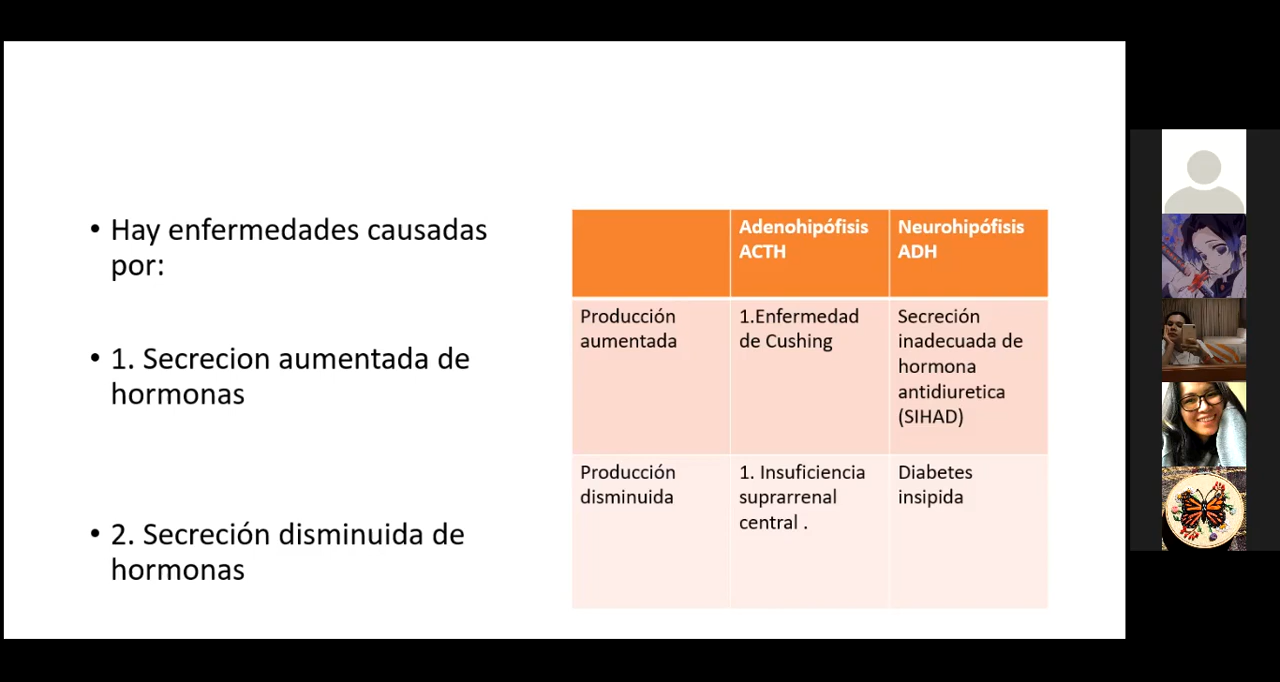 • Hay enfermedades causadas
por:
• 1. Secrecion aumentada de
hormonas
• 2. Secreción disminuida de
hormonas
Adenohipófisis
ACTH
Neurohipófisis
ADH
Producción
aumentada
1.Enfermedad
de Cushing
Secreción
inadecuada de
hormona
antidiuretica
(SIHAD)
Producción
disminuida
1. Insuficiencia
suprarrenal
central .
Diabetes
insipida